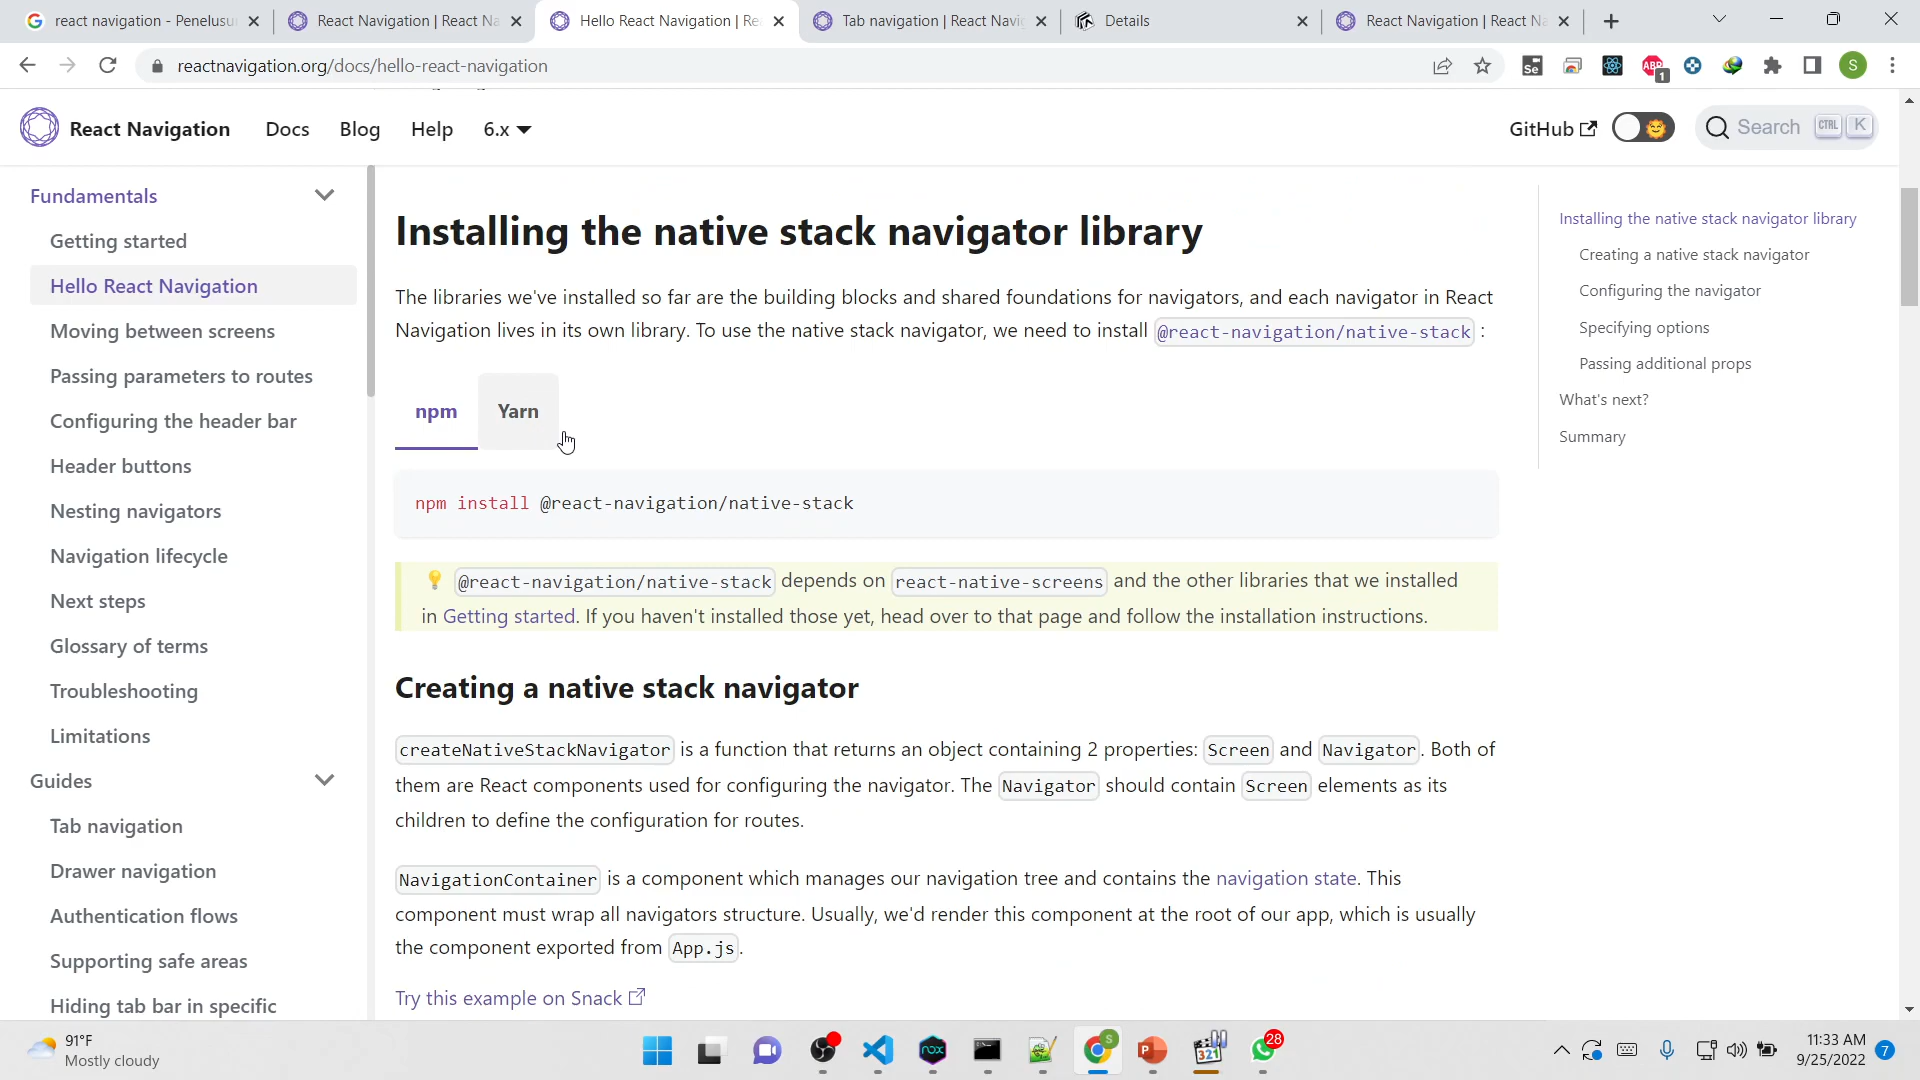 react navigation - Penelusu
React Navigation | React Na
Hello React Navigation | Re
Tab navigation | React Navig
Details
React Navigation | React Na
reactnavigation.org/docs/hello-react-navigation
Se
ABP
1
S
React Navigation
Docs
Blog
Help
6.x
GitHub
Search
CTRL
K
Fundamentals
Getting started
Hello React Navigation
Moving between screens
Passing parameters to routes
Configuring the header bar
Header buttons
Nesting navigators
Navigation lifecycle
Next steps
Glossary of terms
Troubleshooting
Limitations
Guides
Tab navigation
Drawer navigation
Authentication flows
Supporting safe areas
Hiding tab bar in specific
Installing the native stack navigator library
The libraries we've installed so far are the building blocks and shared foundations for navigators, and each navigator in React
Navigation lives in its own library. To use the native stack navigator, we need to install @react-navigation/native-stack :
npm
Yarn
npm install @react-navigation/native-stack
💡 @react-navigation/native-stack depends on react-native-screens and the other libraries that we installed
in Getting started. If you haven't installed those yet, head over to that page and follow the installation instructions.
Creating a native stack navigator
createNativeStackNavigator is a function that returns an object containing 2 properties: Screen and Navigator. Both of
them are React components used for configuring the navigator. The Navigator should contain Screen elements as its
children to define the configuration for routes.
NavigationContainer is a component which manages our navigation tree and contains the navigation state. This
component must wrap all navigators structure. Usually, we'd render this component at the root of our app, which is usually
the component exported from App.js.
Try this example on Snack
Installing the native stack navigator library
Creating a native stack navigator
Configuring the navigator
Specifying options
Passing additional props
What's next?
Summary
91°F
Mostly cloudy
nox
S
P
321
28
11:33 AM
9/25/2022
7